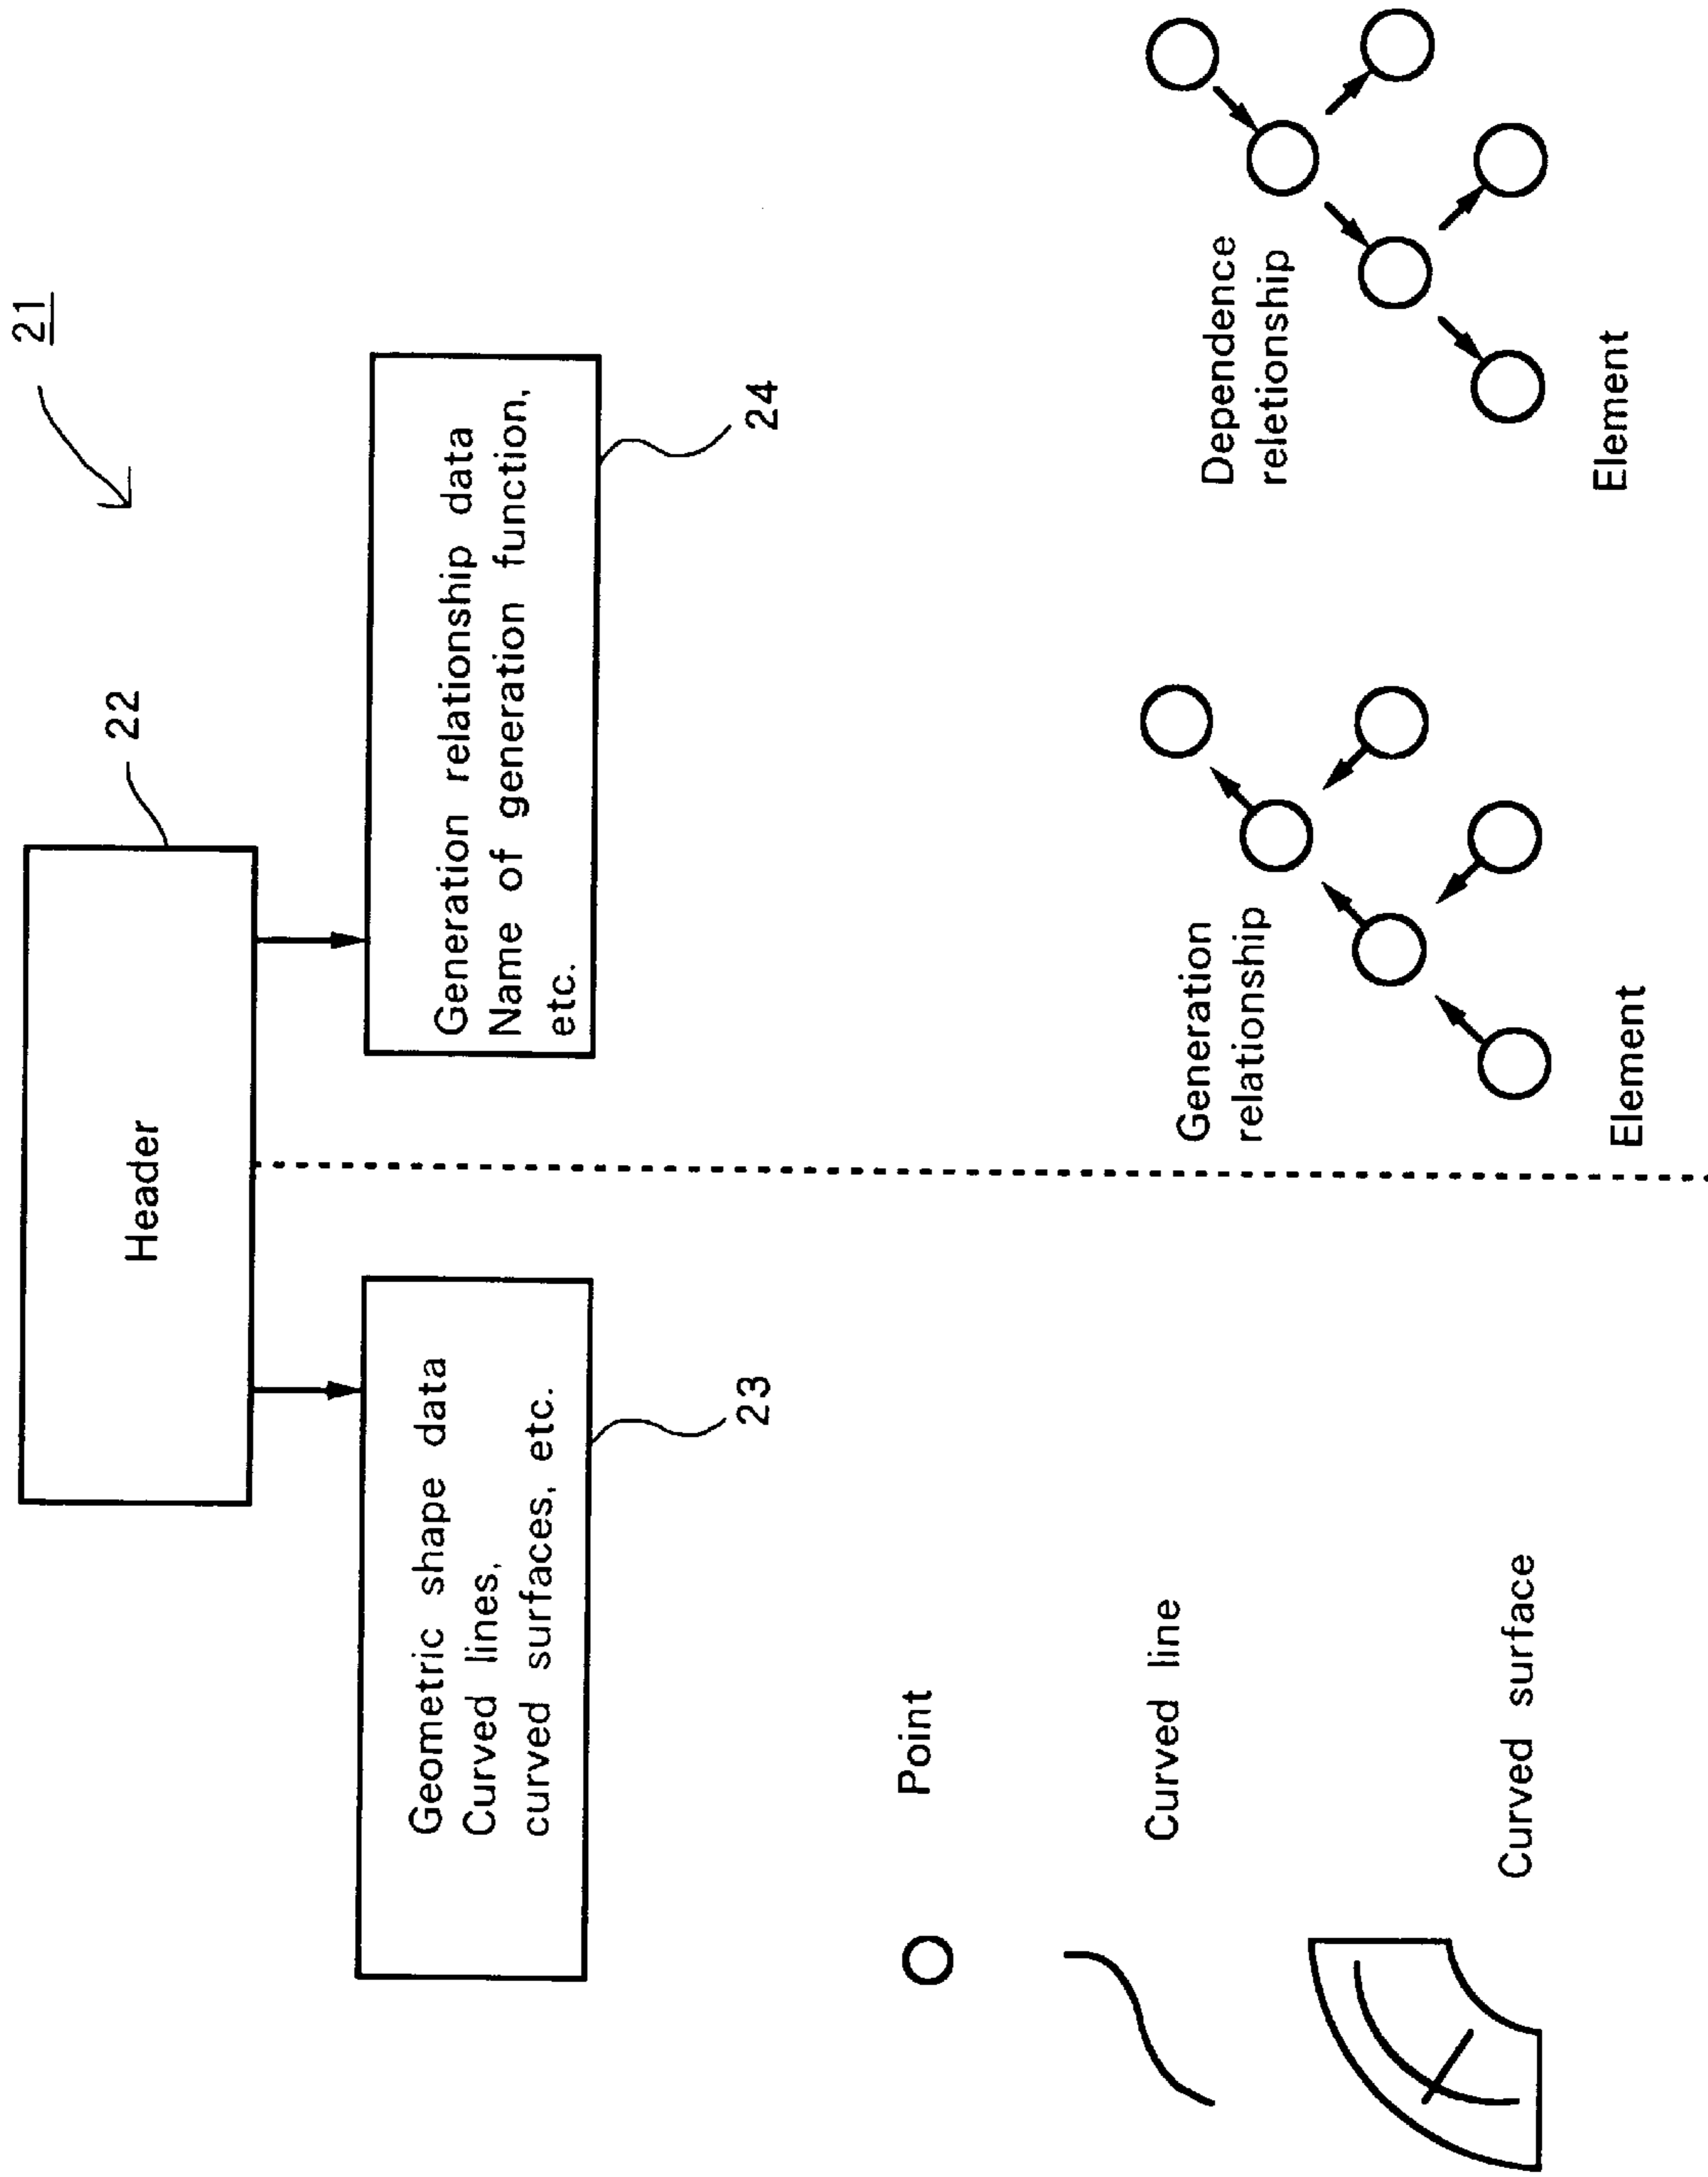 21
Header
22
Geometric shape data
Curved lines,
curved surfaces, etc.
23
Generation relationship data
Name of generation function,
etc.
24
Point
Curved line
Curved surface
Generation
relationship
Element
Dependence
reletionship
Element